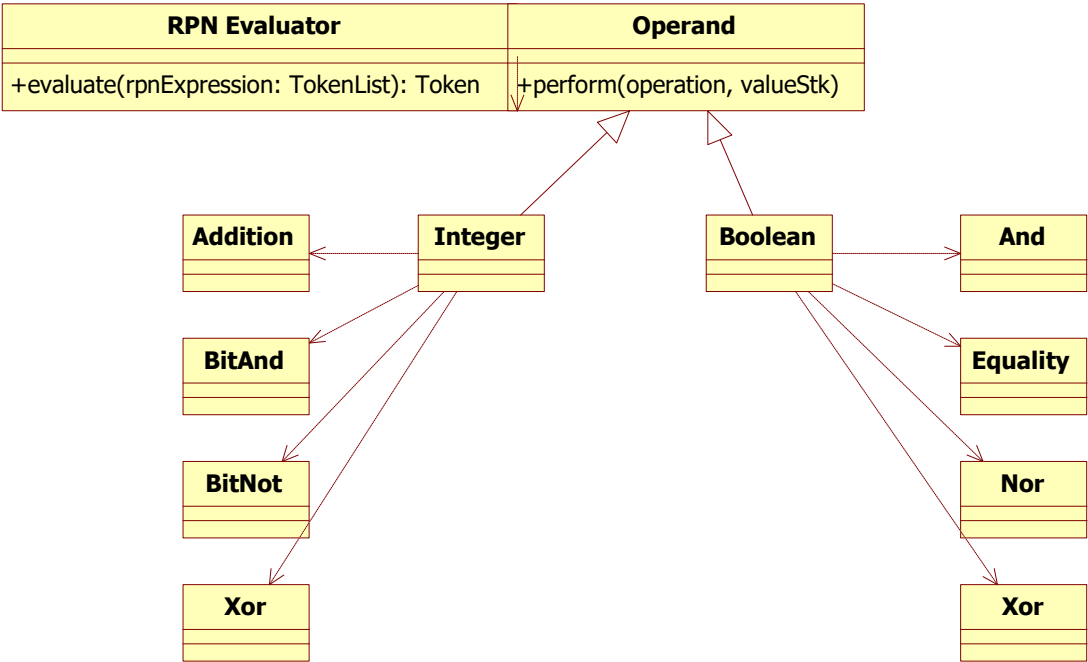 RPN Evaluator
Operand
+evaluate(rpnExpression: TokenList): Token
+perform(operation, valueStk)
Addition
Integer
Boolean
And
BitAnd
Equality
BitNot
Nor
Xor
Xor